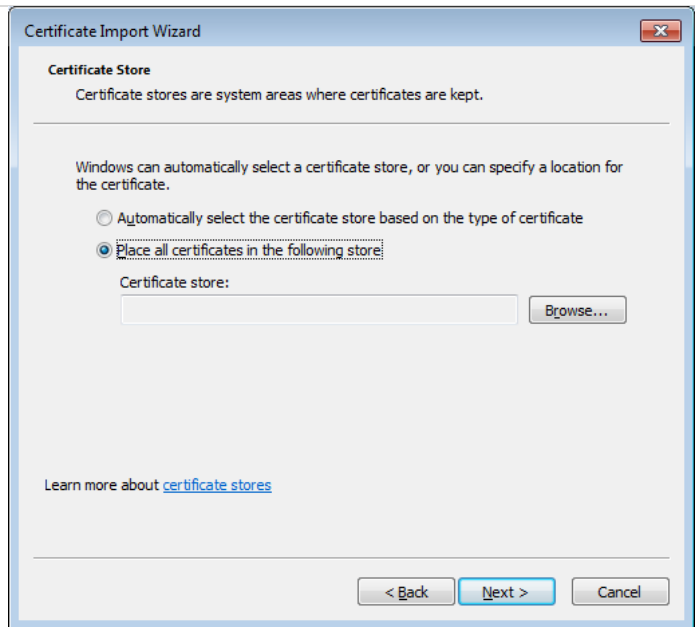 Certificate Import Wizard
Certificate Store
Certificate stores are system areas where certificates are kept.
Windows can automatically select a certificate store, or you can specify a location for
the certificate.
Automatically select the certificate store based on the type of certificate
Place all certificates in the following store
Certificate store:
Browse...
Learn more about certificate stores
< Back Next > Cancel